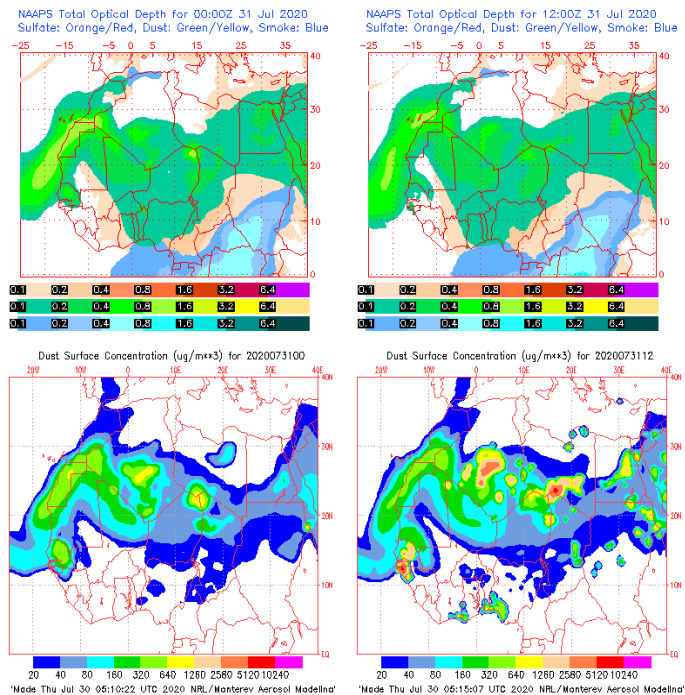 NAAPS Total Optical Depth for 00:00Z 31 Jul 2020
Sulfate: Orange/Red, Dust: Green/Yellow, Smoke: Blue
-25 -15 -5 0 5 15 25 35 40
40
30
20
10
0
0.1 0.2 0.4 0.8 1.6 3.2 6.4
0.1 0.2 0.4 0.8 1.6 3.2 6.4
0.1 0.2 0.4 0.8 1.6 3.2 6.4
NAAPS Total Optical Depth for 12:00Z 31 Jul 2020
Sulfate: Orange/Red, Dust: Green/Yellow, Smoke: Blue
-25 -15 -5 0 5 15 25 35 40
40
30
20
10
0
0.1 0.2 0.4 0.8 1.6 3.2 6.4
0.1 0.2 0.4 0.8 1.6 3.2 6.4
0.1 0.2 0.4 0.8 1.6 3.2 6.4
Dust Surface Concentration (ug/m**3) for 2020073100
20W 10W 0 10E 20E 30E 40E
40N
30N
20N
10N
EQ
20 40 80 160 320 640 1280 2560 5120 10240
'Made Thu Jul 30 05:10:22 UTC 2020 NRL/Monterey Aerosol Modeling'
Dust Surface Concentration (ug/m**3) for 2020073112
20W 10W 0 10E 20E 30E 40E
40N
30N
20N
10N
EQ
20 40 80 160 320 640 1280 2560 5120 10240
'Made Thu Jul 30 05:15:07 UTC 2020 NRL/Monterey Aerosol Modeling'